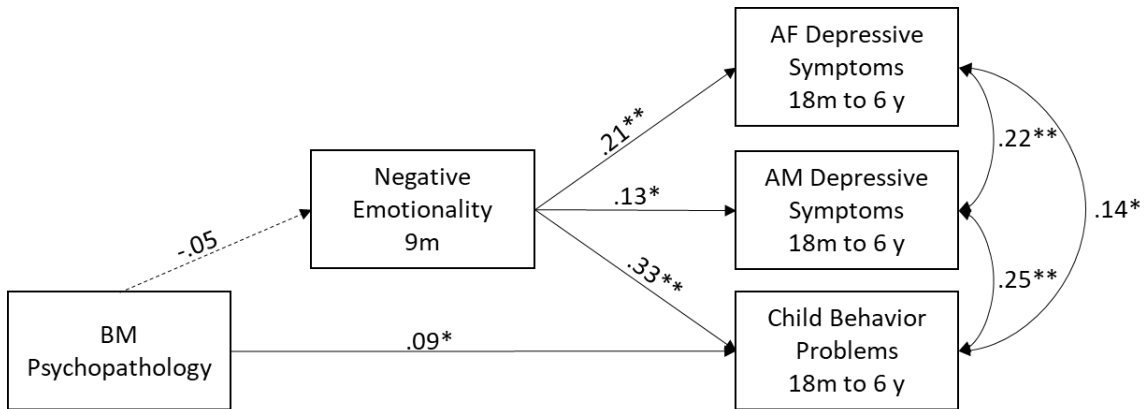 AF Depressive
Symptoms
18m to 6 y
.21**
.22**
Negative
Emotionality
9m
.13*
AM Depressive
Symptoms
18m to 6 y
.14*
-.05
.33**
.25**
BM
Psychopathology
.09*
Child Behavior
Problems
18m to 6 y